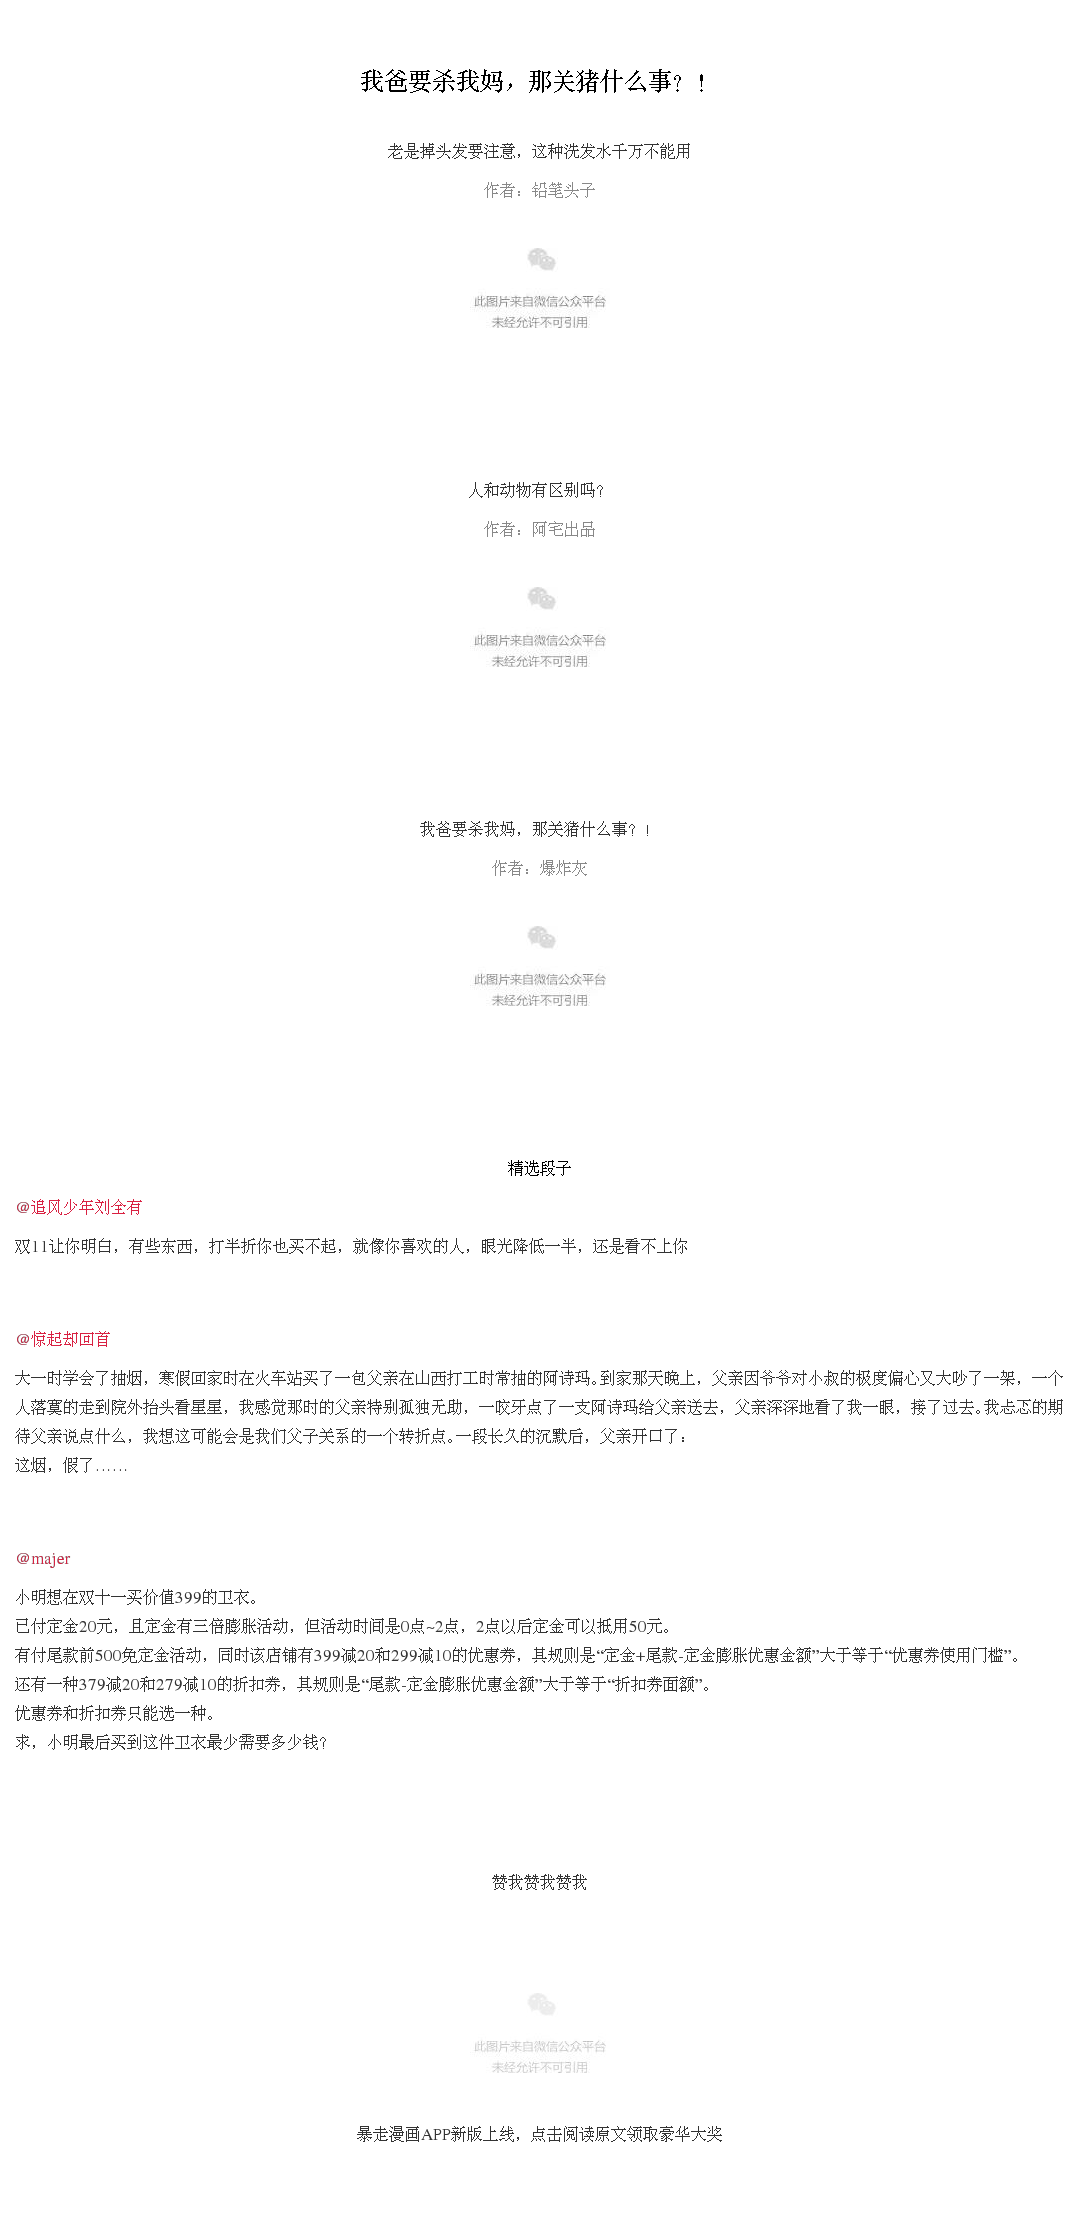 我爸要杀我妈，那关猪什么事？！
老是掉头发要注意，这种洗发水千万不能用
作者：铅笔头子
此图片来自微信公众平台
未经允许不可引用
人和动物有区别吗？
作者：阿宅出品
此图片来自微信公众平台
未经允许不可引用
我爸要杀我妈，那关猪什么事？！
作者：爆炸灰
此图片来自微信公众平台
未经允许不可引用
精选段子
@追风少年刘全有
双11让你明白，有些东西，打半折你也买不起，就像你喜欢的人，眼光降低一半，还是看不上你
@惊起却回首
大一时学会了抽烟，寒假回家时在火车站买了一包父亲在山西打工时常抽的阿诗玛。到家那天晚上，父亲因爷爷对小叔的极度偏心又大吵了一架，一个
人落寞的走到院外抬头看星星，我感觉那时的父亲特别孤独无助，一咬牙点了一支阿诗玛给父亲送去，父亲深深地看了我一眼，接了过去。我忐忑的期
待父亲说点什么，我想这可能会是我们父子关系的一个转折点。一段长久的沉默后，父亲开口了：
这烟，假了……
@majer
小明想在双十一买价值399的卫衣。
已付定金20元，且定金有三倍膨胀活动，但活动时间是0点~2点，2点以后定金可以抵用50元。
有付尾款前500免定金活动，同时该店铺有399减20和299减10的优惠券，其规则是“定金+尾款-定金膨胀优惠金额”大于等于“优惠券使用门槛”。
还有一种379减20和279减10的折扣券，其规则是“尾款-定金膨胀优惠金额”大于等于“折扣券面额”。
优惠券和折扣券只能选一种。
求，小明最后买到这件卫衣最少需要多少钱？
赞我赞我赞我
此图片来自微信公众平台
未经允许不可引用
暴走漫画APP新版上线，点击阅读原文领取豪华大奖